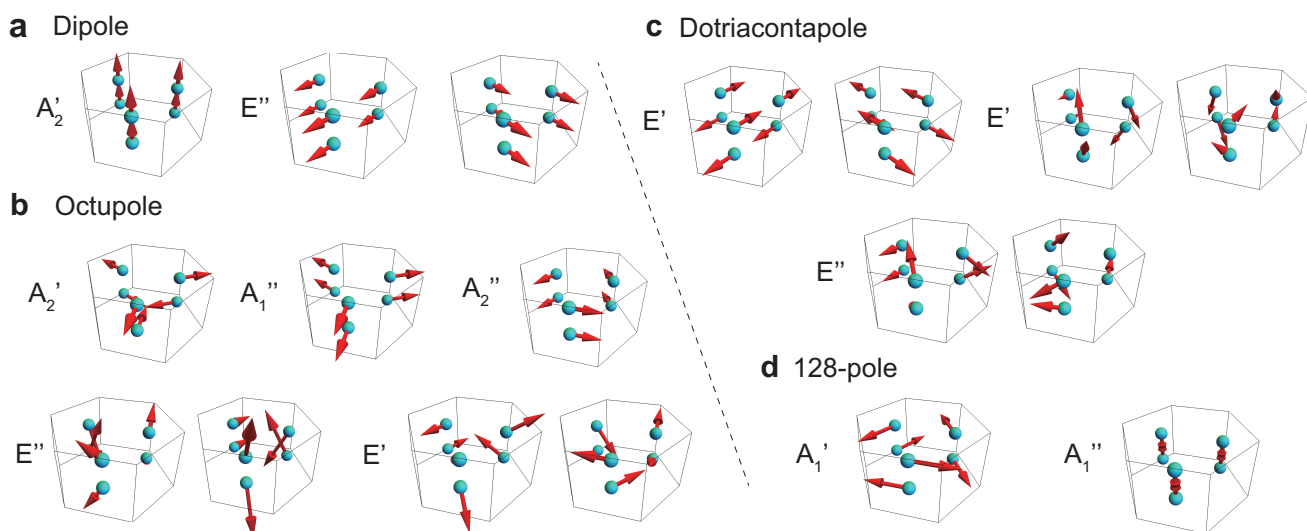 a Dipole
A₂′
E″
b Octupole
A₂′
A₁″
A₂″
E″
E′
c Dotriacontapole
E′
E′
E″
d 128-pole
A₁′
A₁″